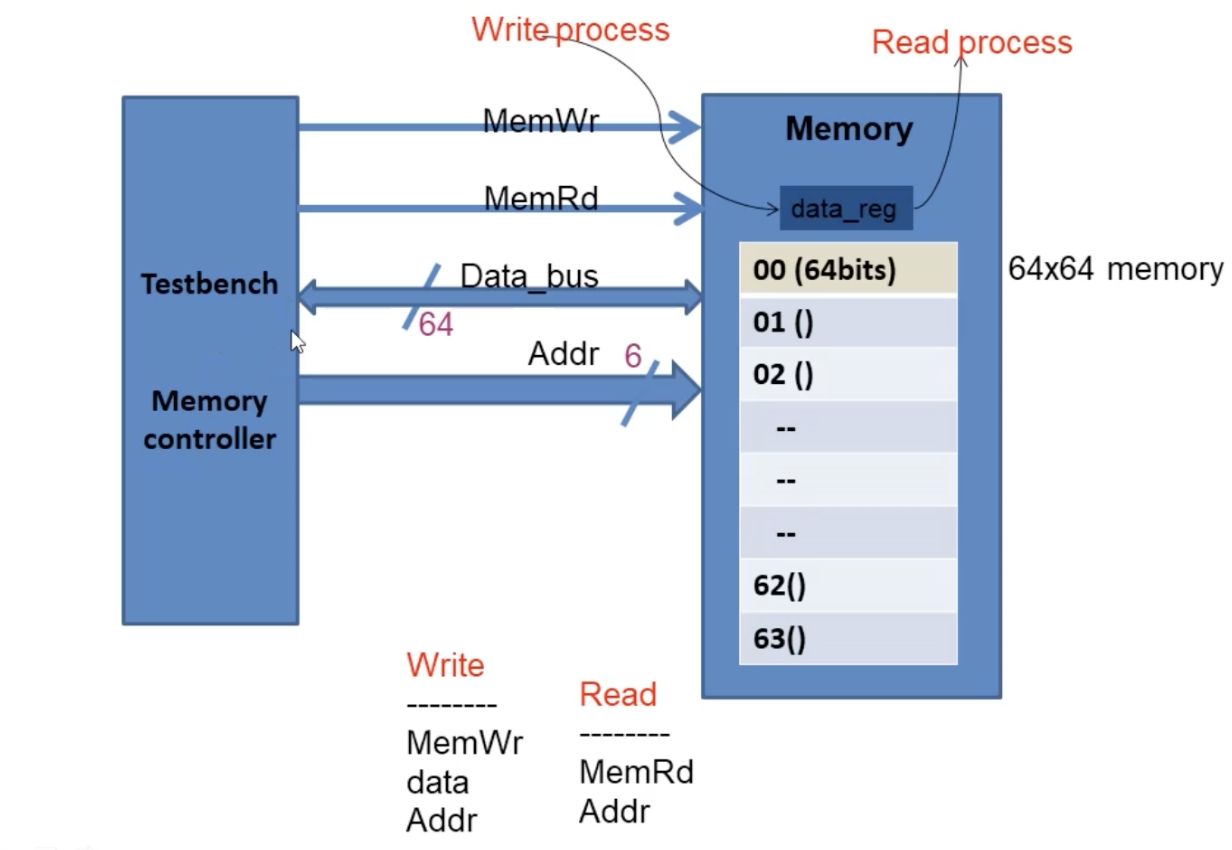 Write process
Read process
MemWr
Memory
MemRd
data_reg
Testbench
Data_bus
00 (64bits)
64x64 memory
64
01 ()
Addr 6
02 ()
Memory
controller
--
--
--
62()
63()
Write
--------
MemWr
data
Addr
Read
--------
MemRd
Addr